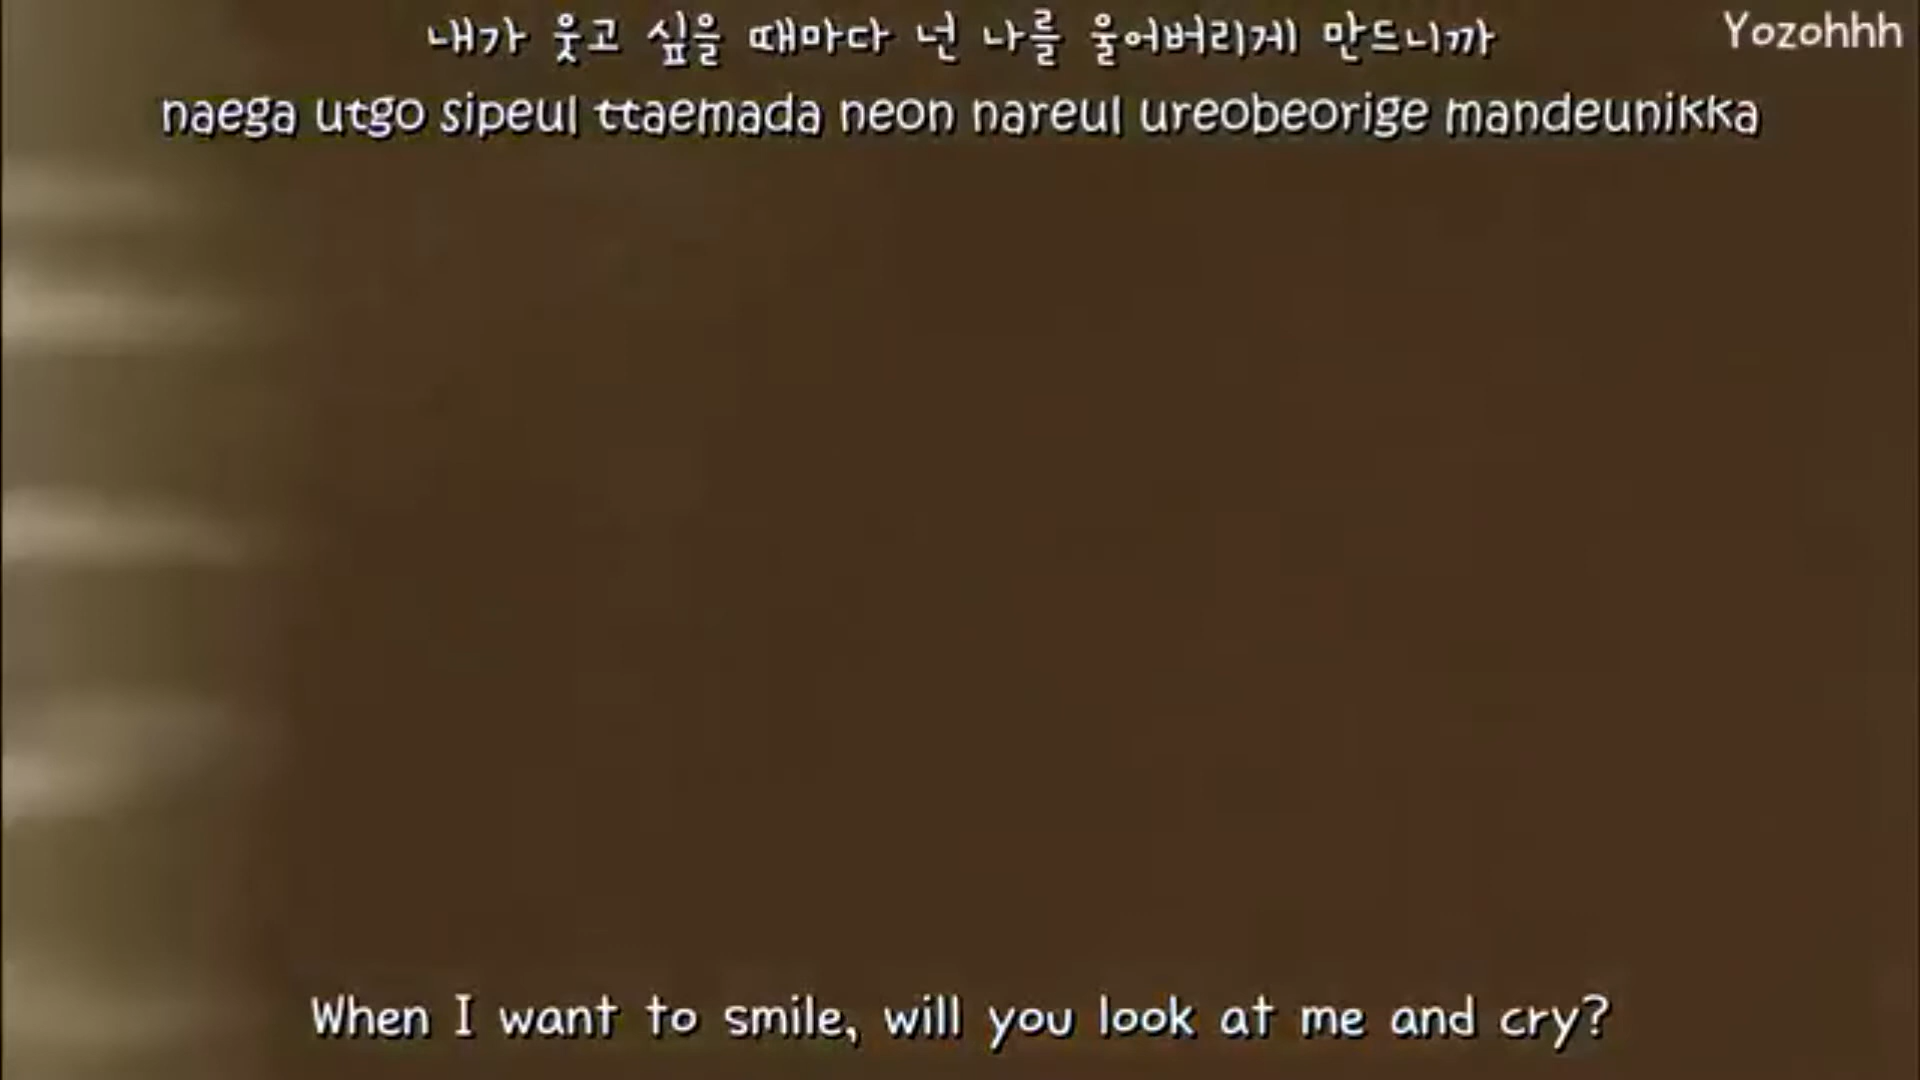 내가 웃고 싶을 때마다 넌 나를 울어버리게 만드니까
Yozohhh
naega utgo sipeul ttaemada neon nareul ureobeorige mandeunikka
When I want to smile, will you look at me and cry?